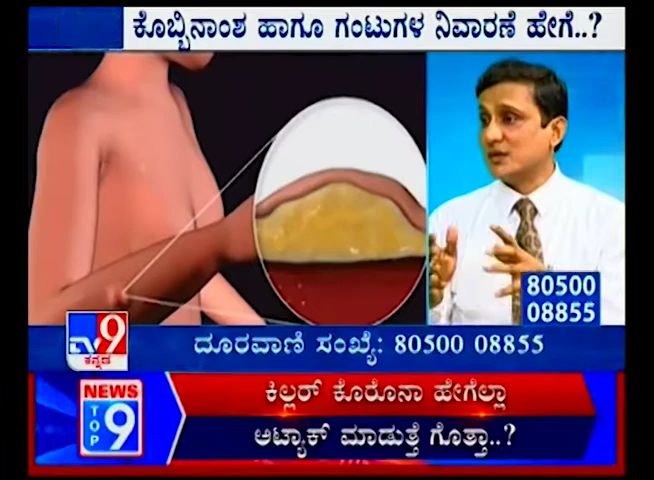 ಕೊಬ್ಬಿನಾಂಶ ಹಾಗೂ ಗಂಟುಗಳ ನಿವಾರಣೆ ಹೇಗೆ..?
80500
08855
TV9
ಕನ್ನಡ
ದೂರವಾಣಿ ಸಂಖ್ಯೆ: 80500 08855
NEWS
TOP
9
ಕಿಲ್ಲರ್ ಕೊರೊನಾ ಹೇಗೆಲ್ಲಾ
ಅಟ್ಯಾಕ್ ಮಾಡುತ್ತೆ ಗೊತ್ತಾ..?